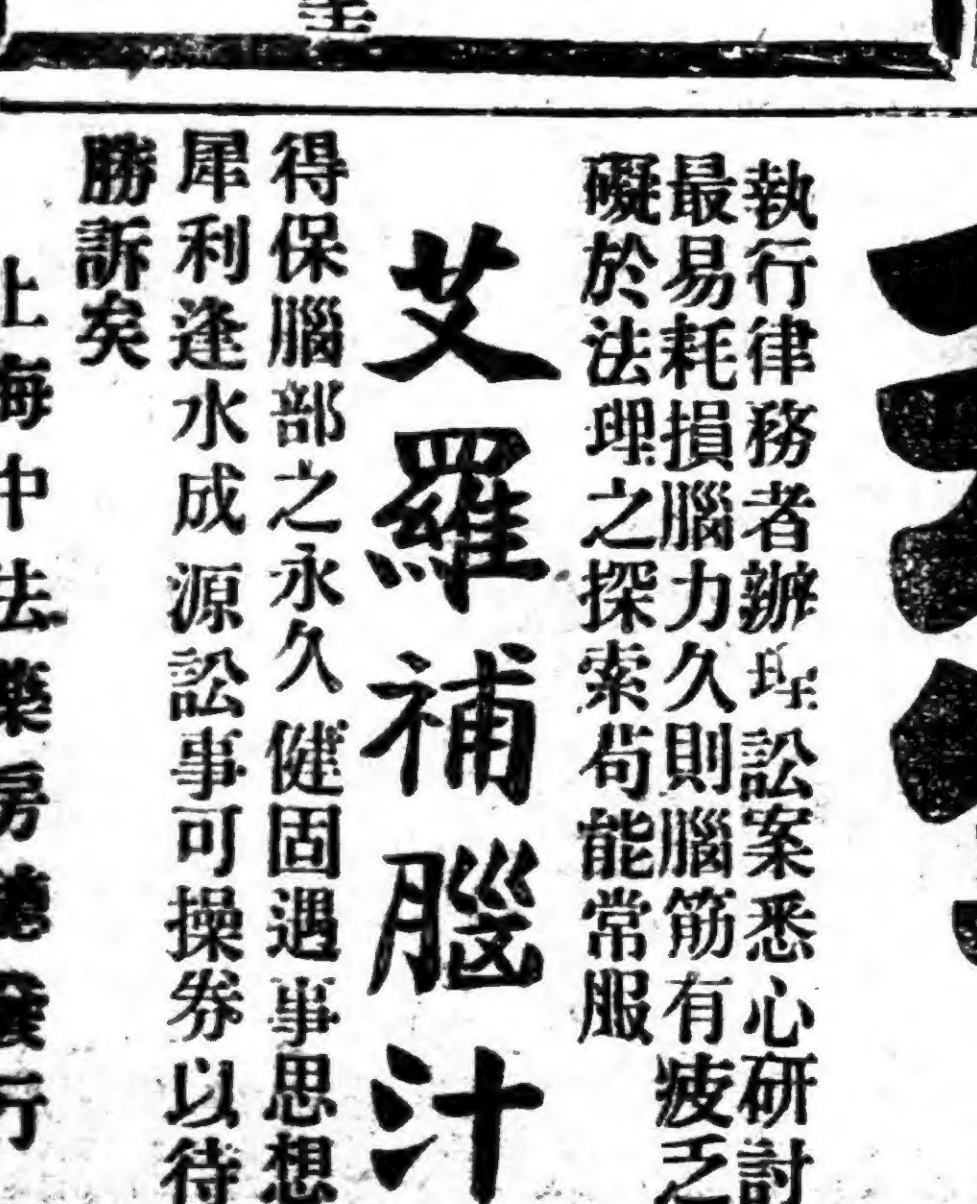 執行律務者辦理訟案悉心研討
最易耗損腦力久則腦筋有疲乏
礙於法理之探索苟能常服
艾羅補腦汁
得保腦部之永久健固遇事思想
犀利逢水成源訟事可操券以待
勝訴矣
上海中法藥房總發行